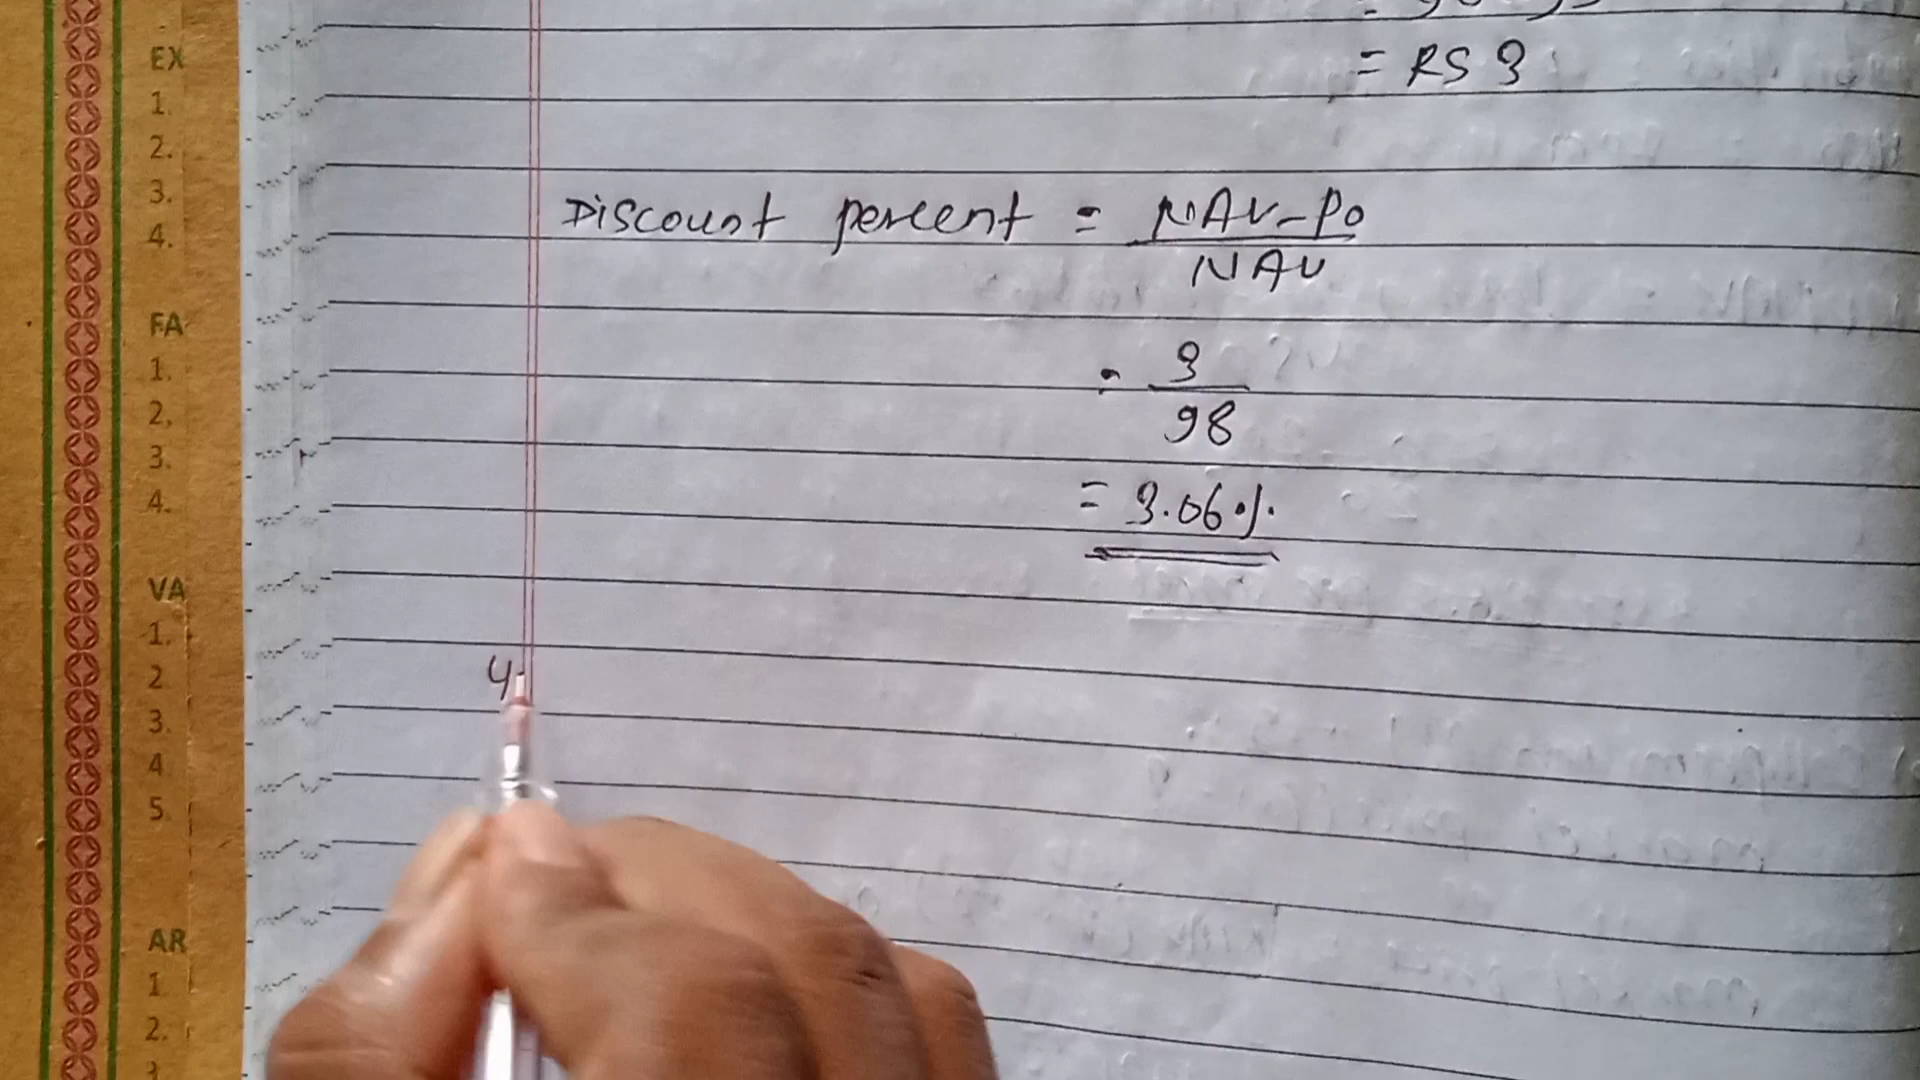 = RS 3
Discount percent = NAV-P0
NAV
= 3
98
= 3.06%
4
EX
1.
2.
3.
4.
FA
1.
2.
3.
4.
VA
1.
2
3.
4
5.
AR
1
2.